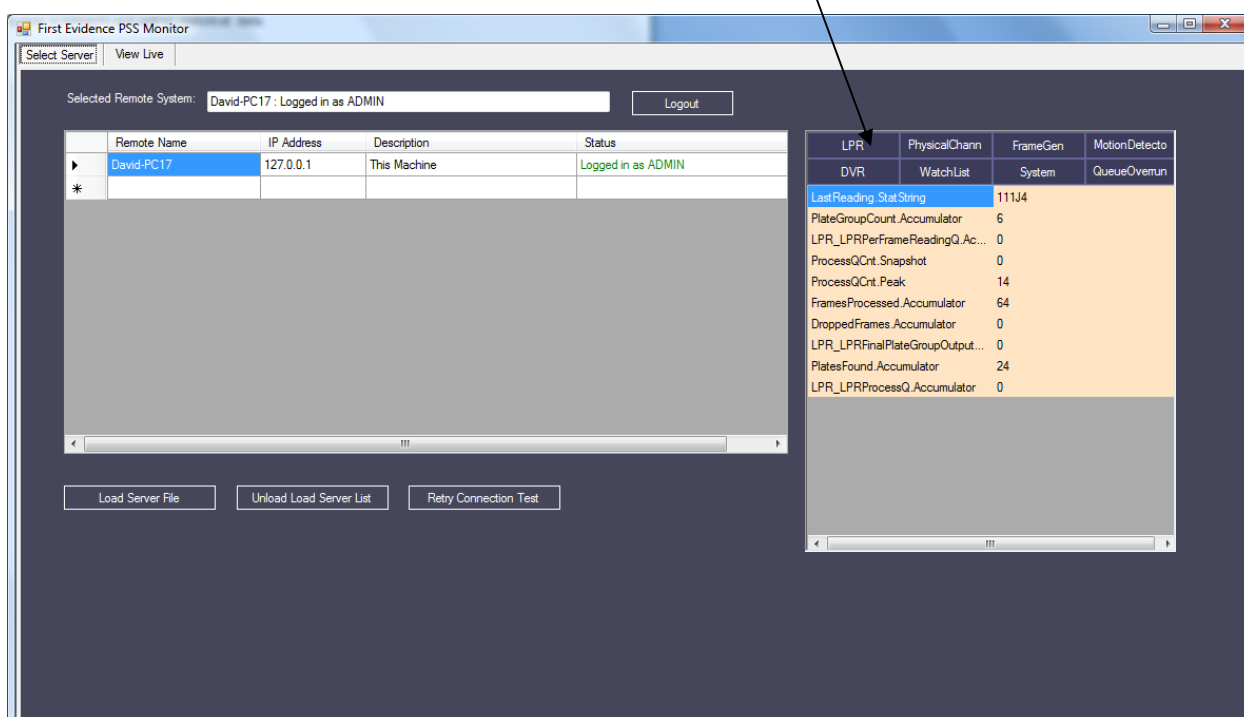 First Evidence PSS Monitor
Select Server View Live
Selected Remote System: David-PC17 : Logged in as ADMIN Logout
Remote Name IP Address Description Status
David-PC17 127.0.0.1 This Machine Logged in as ADMIN
LPR PhysicalChann FrameGen MotionDetecto
DVR WatchList System QueueOverrun
LastReading.StatString 111J4
PlateGroupCount.Accumulator 6
LPR_LPRPerFrameReadingQ.Ac... 0
ProcessQCnt.Snapshot 0
ProcessQCnt.Peak 14
FramesProcessed.Accumulator 64
DroppedFrames.Accumulator 0
LPR_LPRFinalPlateGroupOutput... 0
PlatesFound.Accumulator 24
LPR_LPRProcessQ.Accumulator 0
Load Server File Unload Load Server List Retry Connection Test